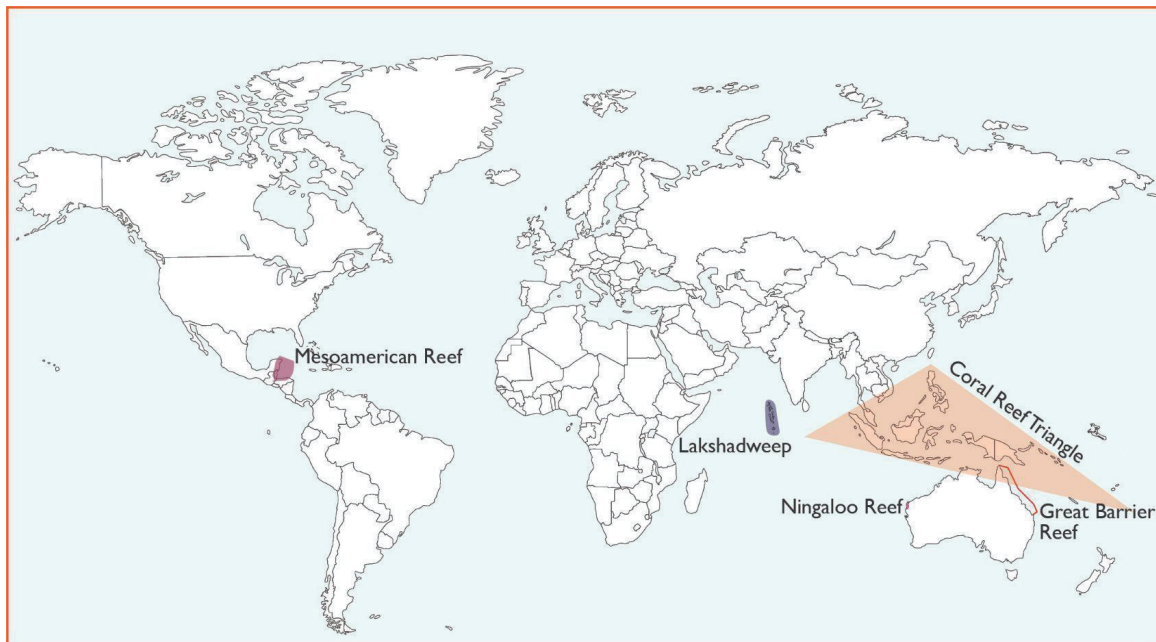 Mesoamerican Reef
Coral Reef Triangle
Lakshadweep
Ningaloo Reef
Great Barrier
Reef